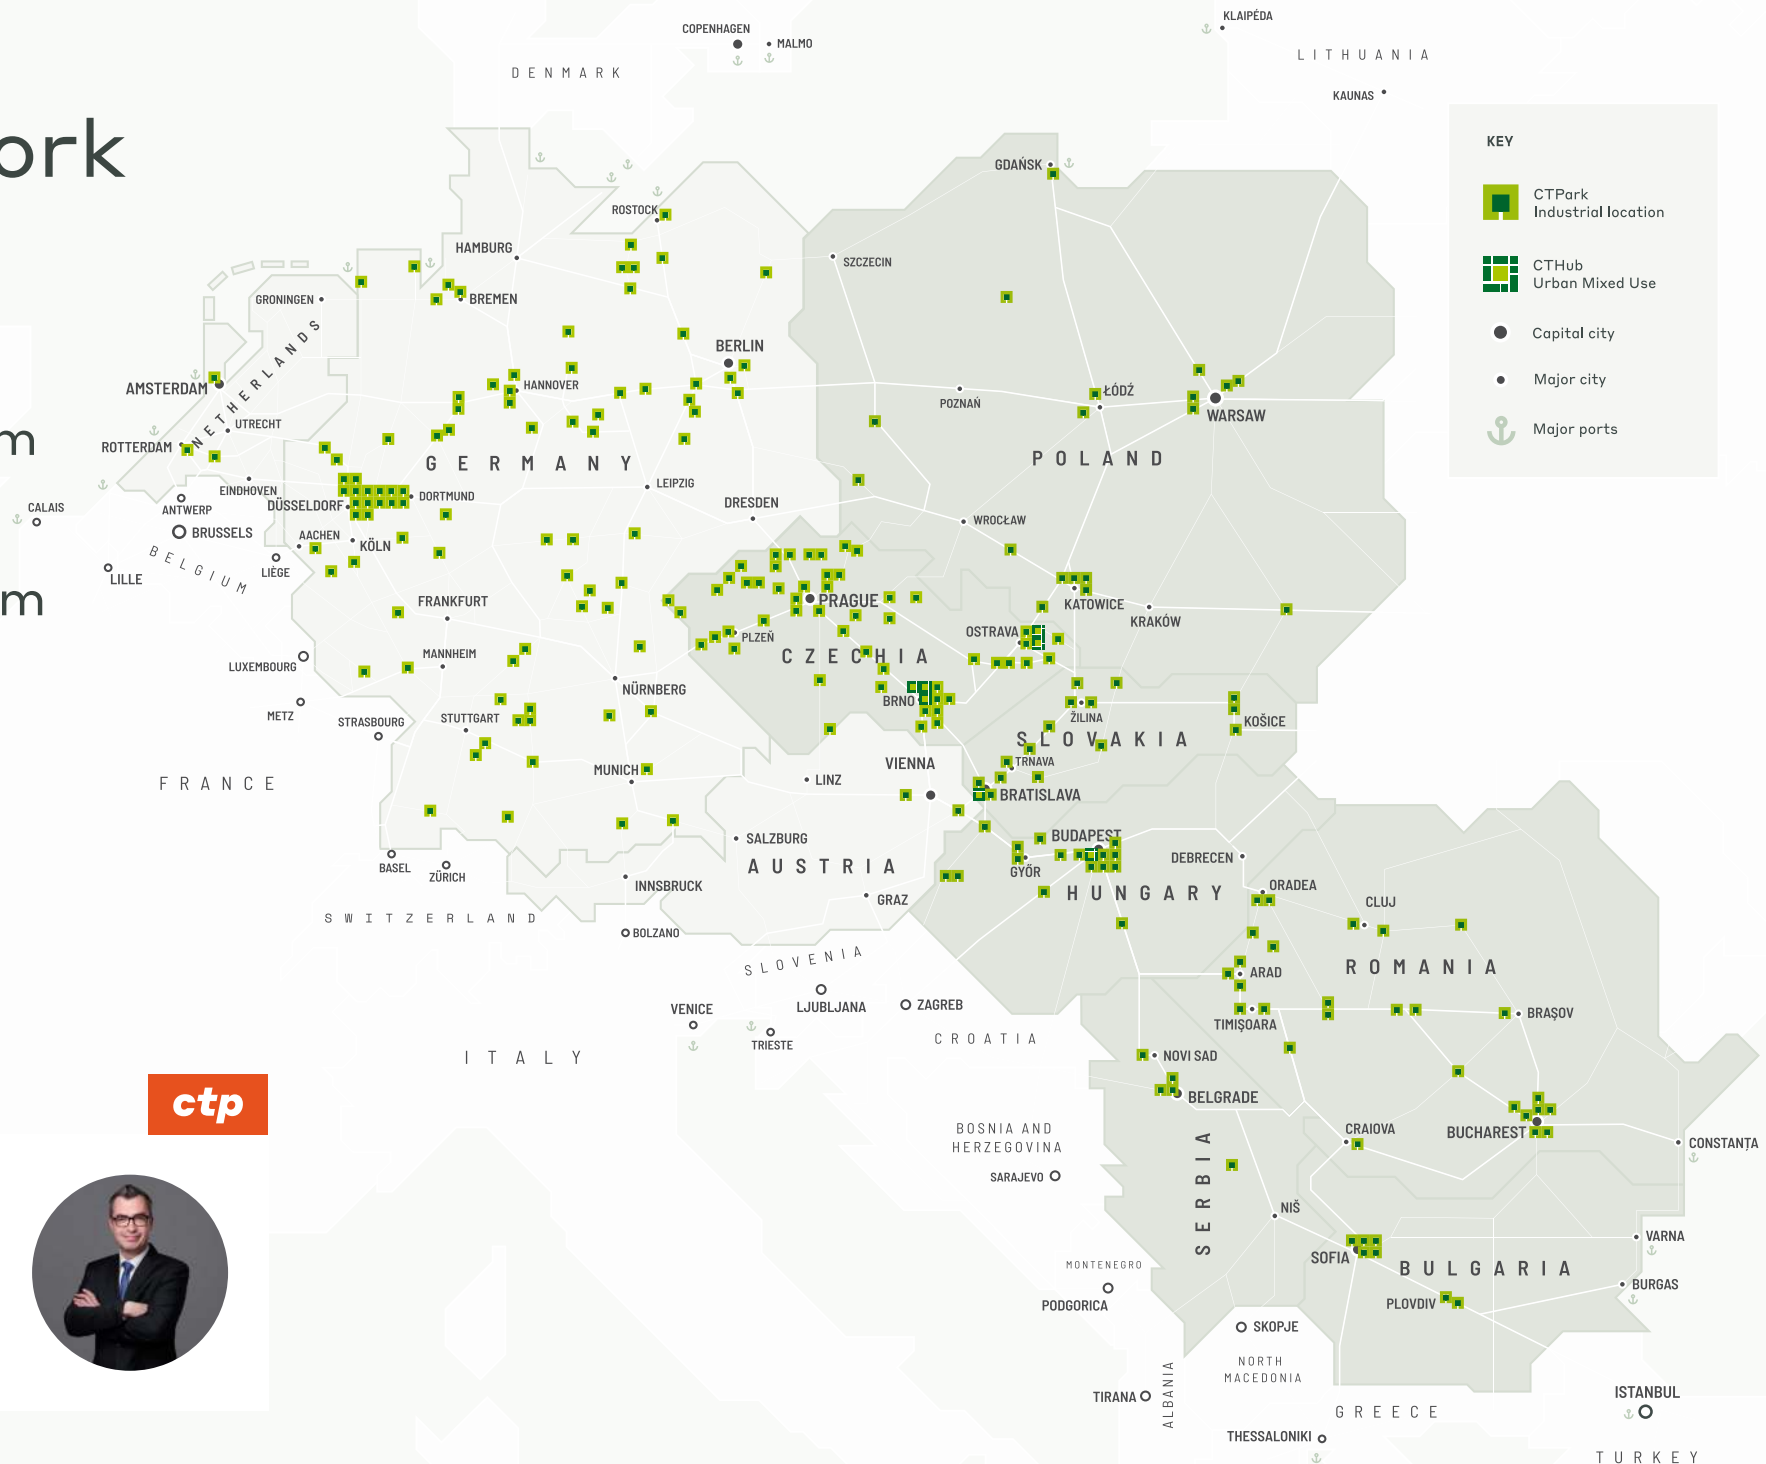 ork
m
m
KLAIPÉDA
COPENHAGEN
MALMO
LITHUANIA
DENMARK
KAUNAS
KEY
CTPark
Industrial location
CTHub
Urban Mixed Use
Capital city
Major city
Major ports
GDAŃSK
ROSTOCK
HAMBURG
SZCZECIN
GRONINGEN
BREMEN
NETHERLANDS
BERLIN
AMSTERDAM
HANNOVER
POZNAŃ
ŁÓDŹ
WARSAW
UTRECHT
ROTTERDAM
GERMANY
POLAND
EINDHOVEN
LEIPZIG
DORTMUND
CALAIS
ANTWERP
DÜSSELDORF
DRESDEN
WROCŁAW
BRUSSELS
AACHEN
KÖLN
BELGIUM
LIÈGE
LILLE
FRANKFURT
PRAGUE
KATOWICE
KRAKÓW
OSTRAVA
PLZEŇ
LUXEMBOURG
MANNHEIM
CZECHIA
NÜRNBERG
BRNO
METZ
STRASBOURG
STUTTGART
ŽILINA
KOŠICE
SLOVAKIA
VIENNA
TRNAVA
FRANCE
MUNICH
LINZ
BRATISLAVA
SALZBURG
BUDAPEST
BASEL
ZÜRICH
AUSTRIA
GYŐR
DEBRECEN
INNSBRUCK
HUNGARY
ORADEA
GRAZ
CLUJ
SWITZERLAND
BOLZANO
SLOVENIA
ROMANIA
ARAD
VENICE
LJUBLJANA
ZAGREB
TIMIȘOARA
BRAȘOV
TRIESTE
CROATIA
ITALY
NOVI SAD
BELGRADE
ctp
BOSNIA AND
HERZEGOVINA
CRAIOVA
BUCHAREST
CONSTANȚA
SARAJEVO
SERBIA
NIŠ
VARNA
SOFIA
MONTENEGRO
BULGARIA
BURGAS
PODGORICA
PLOVDIV
SKOPJE
NORTH
MACEDONIA
TIRANA
ALBANIA
ISTANBUL
GREECE
THESSALONIKI
TURKEY